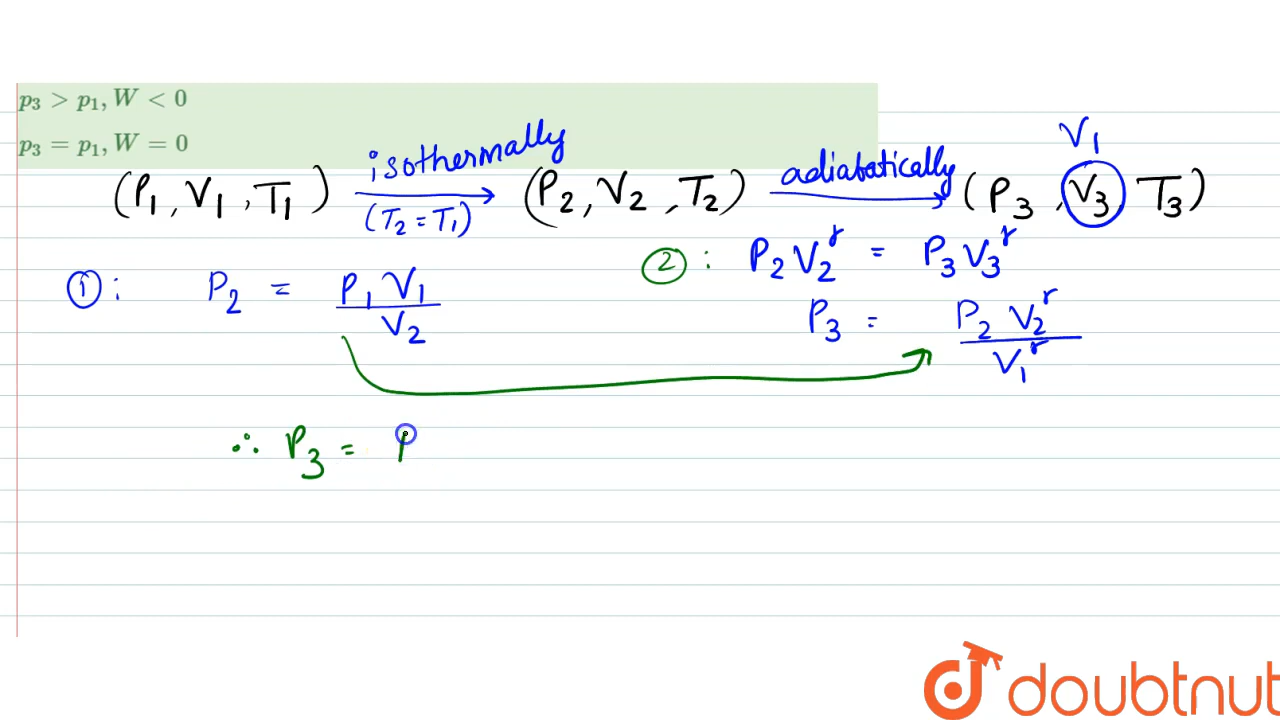 p₃ > p₁, W < 0
p₃ = p₁, W = 0
V₁
isothermally adiabatically
(P₁, V₁, T₁) → (P₂, V₂, T₂) → (P₃, V₃ T₃)
(T₂ = T₁)
①: P₂ = P₁ V₁ / V₂
②: P₂ V₂^γ = P₃ V₃^γ
P₃ = P₂ V₂^γ / V₁^γ
∴ P₃ = P
doubtnut